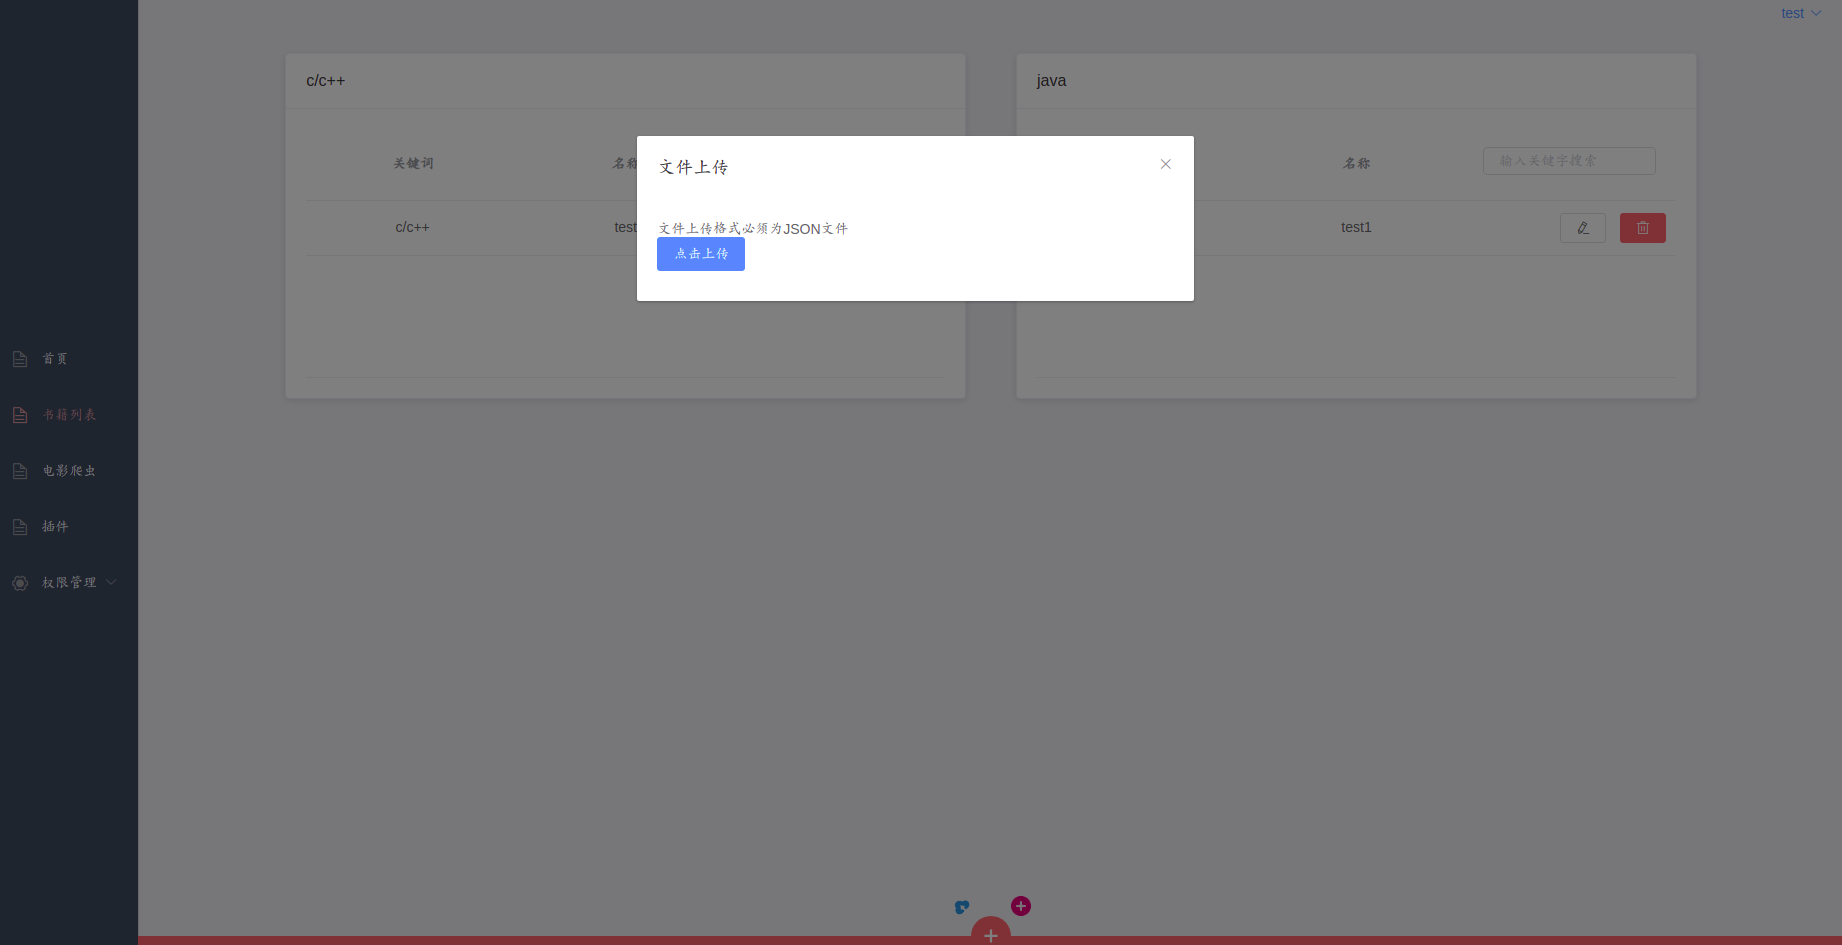 test
c/c++
java
关键词
名称
名称
输入关键字搜索
c/c++
test
test1
文件上传
文件上传格式必须为JSON文件
点击上传
首页
书籍列表
电影爬虫
插件
权限管理